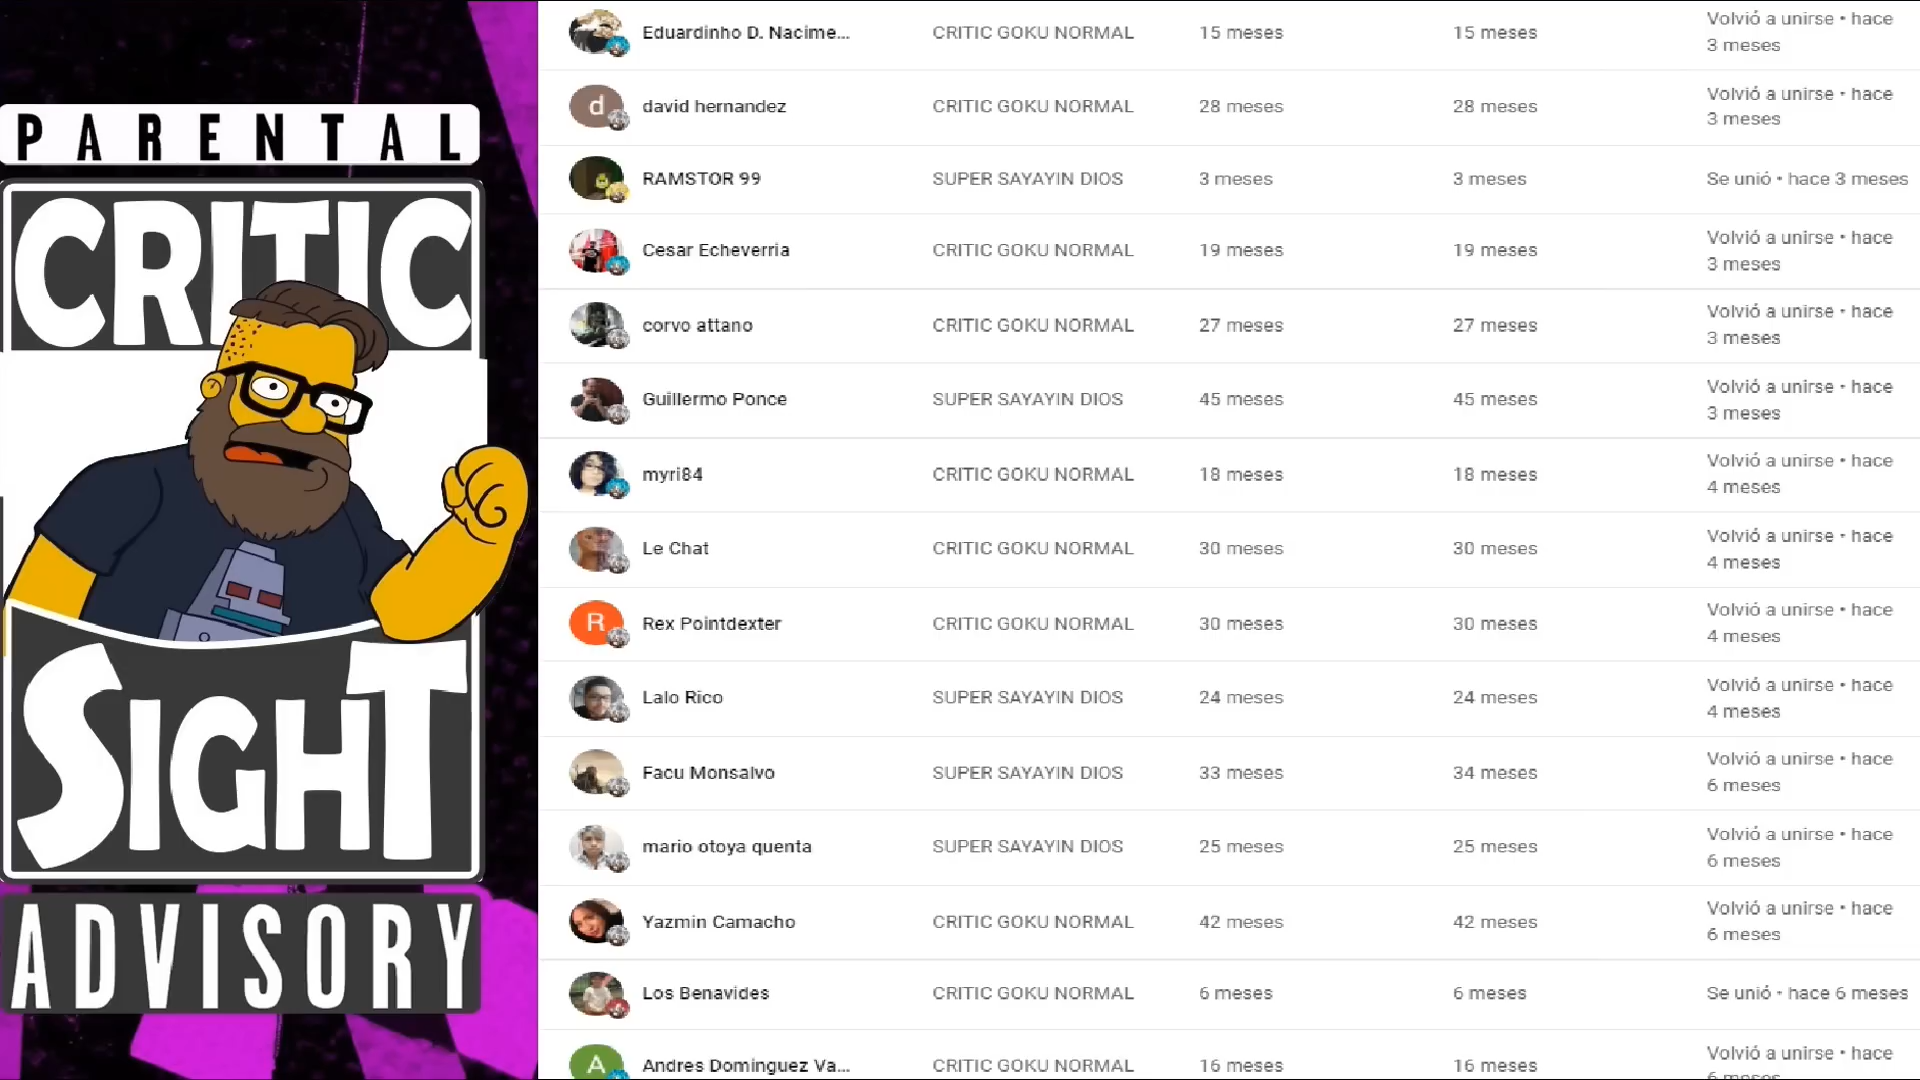 PARENTAL
CRITIC
SIGHT
ADVISORY
Eduardinho D. Nacime... CRITIC GOKU NORMAL 15 meses 15 meses Volvió a unirse • hace
3 meses
d david hernandez CRITIC GOKU NORMAL 28 meses 28 meses Volvió a unirse • hace
3 meses
RAMSTOR 99 SUPER SAYAYIN DIOS 3 meses 3 meses Se unió • hace 3 meses
Cesar Echeverria CRITIC GOKU NORMAL 19 meses 19 meses Volvió a unirse • hace
3 meses
corvo attano CRITIC GOKU NORMAL 27 meses 27 meses Volvió a unirse • hace
3 meses
Guillermo Ponce SUPER SAYAYIN DIOS 45 meses 45 meses Volvió a unirse • hace
3 meses
myri84 CRITIC GOKU NORMAL 18 meses 18 meses Volvió a unirse • hace
4 meses
Le Chat CRITIC GOKU NORMAL 30 meses 30 meses Volvió a unirse • hace
4 meses
R Rex Pointdexter CRITIC GOKU NORMAL 30 meses 30 meses Volvió a unirse • hace
4 meses
Lalo Rico SUPER SAYAYIN DIOS 24 meses 24 meses Volvió a unirse • hace
4 meses
Facu Monsalvo SUPER SAYAYIN DIOS 33 meses 34 meses Volvió a unirse • hace
6 meses
mario otoya quenta SUPER SAYAYIN DIOS 25 meses 25 meses Volvió a unirse • hace
6 meses
Yazmin Camacho CRITIC GOKU NORMAL 42 meses 42 meses Volvió a unirse • hace
6 meses
Los Benavides CRITIC GOKU NORMAL 6 meses 6 meses Se unió • hace 6 meses
A Andres Dominguez Va... CRITIC GOKU NORMAL 16 meses 16 meses Volvió a unirse • hace
6 meses